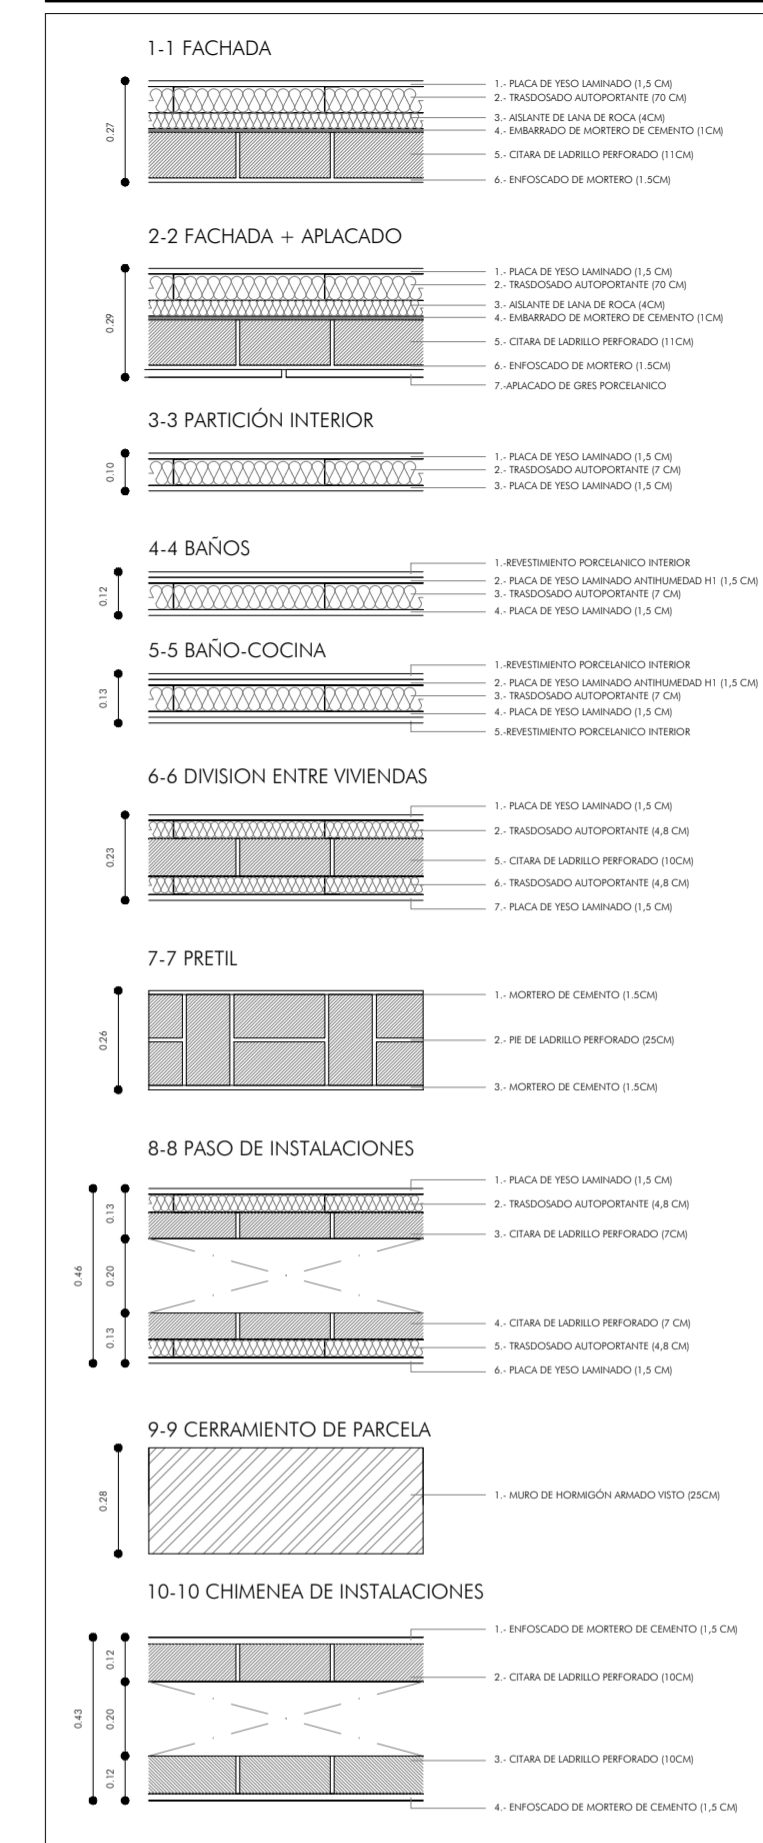 1-1 FACHADA
0.27
1.- PLACA DE YESO LAMINADO (1,5 CM)
2.- TRASDOSADO AUTOPORTANTE (70 CM)
3.- AISLANTE DE LANA DE ROCA (4CM)
4.- EMBARRADO DE MORTERO DE CEMENTO (1CM)
5.- CITARA DE LADRILLO PERFORADO (11CM)
6.- ENFOSCADO DE MORTERO (1.5CM)
2-2 FACHADA + APLACADO
0.29
1.- PLACA DE YESO LAMINADO (1,5 CM)
2.- TRASDOSADO AUTOPORTANTE (70 CM)
3.- AISLANTE DE LANA DE ROCA (4CM)
4.- EMBARRADO DE MORTERO DE CEMENTO (1CM)
5.- CITARA DE LADRILLO PERFORADO (11CM)
6.- ENFOSCADO DE MORTERO (1.5CM)
7.-APLACADO DE GRES PORCELANICO
3-3 PARTICIÓN INTERIOR
0.10
1.- PLACA DE YESO LAMINADO (1,5 CM)
2.- TRASDOSADO AUTOPORTANTE (7 CM)
3.- PLACA DE YESO LAMINADO (1,5 CM)
4-4 BAÑOS
0.12
1.-REVESTIMIENTO PORCELANICO INTERIOR
2.- PLACA DE YESO LAMINADO ANTIHUMEDAD H1 (1,5 CM)
3.- TRASDOSADO AUTOPORTANTE (7 CM)
4.- PLACA DE YESO LAMINADO (1,5 CM)
5-5 BAÑO-COCINA
0.13
1.-REVESTIMIENTO PORCELANICO INTERIOR
2.- PLACA DE YESO LAMINADO ANTIHUMEDAD H1 (1,5 CM)
3.- TRASDOSADO AUTOPORTANTE (7 CM)
4.- PLACA DE YESO LAMINADO (1,5 CM)
5.-REVESTIMIENTO PORCELANICO INTERIOR
6-6 DIVISION ENTRE VIVIENDAS
0.23
1.- PLACA DE YESO LAMINADO (1,5 CM)
2.- TRASDOSADO AUTOPORTANTE (4,8 CM)
5.- CITARA DE LADRILLO PERFORADO (10CM)
6.- TRASDOSADO AUTOPORTANTE (4,8 CM)
7.- PLACA DE YESO LAMINADO (1,5 CM)
7-7 PRETIL
0.26
1.- MORTERO DE CEMENTO (1.5CM)
2.- PIE DE LADRILLO PERFORADO (25CM)
3.- MORTERO DE CEMENTO (1.5CM)
8-8 PASO DE INSTALACIONES
0.46
0.13
0.20
0.13
1.- PLACA DE YESO LAMINADO (1,5 CM)
2.- TRASDOSADO AUTOPORTANTE (4,8 CM)
3.- CITARA DE LADRILLO PERFORADO (7CM)
4.- CITARA DE LADRILLO PERFORADO (7 CM)
5.- TRASDOSADO AUTOPORTANTE (4,8 CM)
6.- PLACA DE YESO LAMINADO (1,5 CM)
9-9 CERRAMIENTO DE PARCELA
0.28
1.- MURO DE HORMIGÓN ARMADO VISTO (25CM)
10-10 CHIMENEA DE INSTALACIONES
0.43
0.12
0.20
0.12
1.- ENFOSCADO DE MORTERO DE CEMENTO (1,5 CM)
2.- CITARA DE LADRILLO PERFORADO (10CM)
3.- CITARA DE LADRILLO PERFORADO (10CM)
4.- ENFOSCADO DE MORTERO DE CEMENTO (1,5 CM)